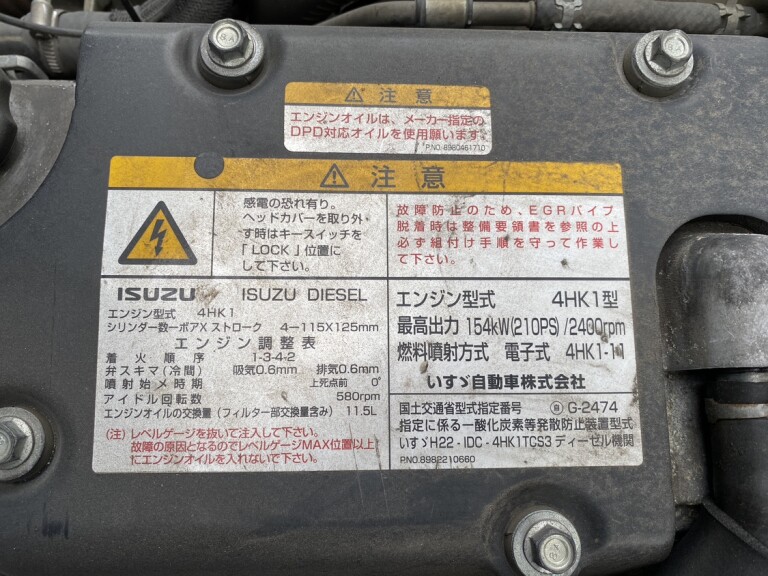 ⚠ 注意
エンジンオイルは、メーカー指定の
DPD対応オイルを使用願います。
P.NO. 8980461710
⚠ 注意
感電の恐れ有り。
ヘッドカバーを取り外
す時はキースイッチを
「LOCK」位置に
して下さい。
故障防止のため、EGRパイプ
脱着時は整備要領書を参照の上
必ず組付け手順を守って作業し
て下さい。
ISUZU ISUZU DIESEL
エンジン型式 4HK1
シリンダ数ーボアX ストローク 4ー115X125mm
エンジン調整表
着火順序 1-3-4-2
弁スキマ(冷間) 吸気0.6mm 排気0.6mm
噴射始メ時期 上死点前 0°
アイドル回転数 580rpm
エンジンオイルの交換量 (フィルター部交換量含み) 11.5L
(注) レベルゲージを抜いて注入して下さい。
故障の原因となるのでレベルゲージMAX位置以上
にエンジンオイルを入れないで下さい。
エンジン型式 4HK1型
最高出力 154kW(210PS) /2400rpm
燃料噴射方式 電子式 4HK1-11
いすゞ自動車株式会社
国土交通省型式指定番号 G-2474
指定に係る一酸化炭素等発散防止装置型式
いすゞH22 - IDC - 4HK1TCS3 ディーゼル機関
P.NO.8982210660